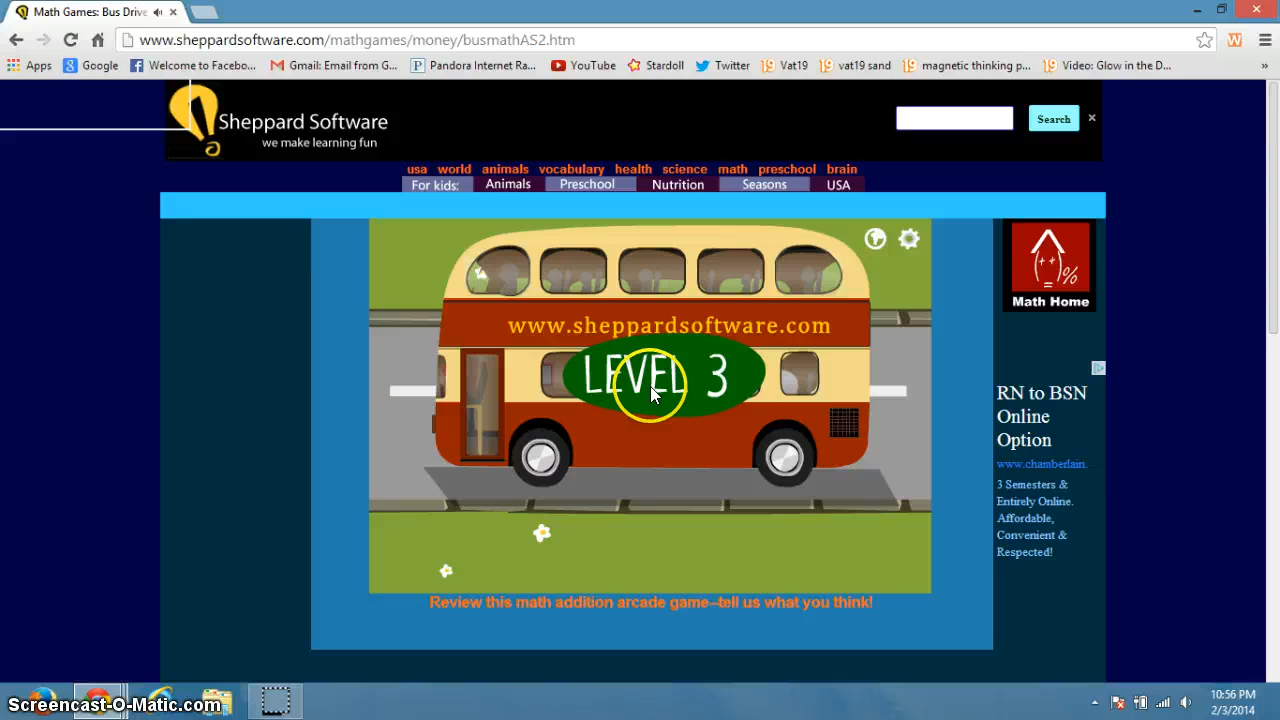 Math Games: Bus Drive
www.sheppardsoftware.com/mathgames/money/busmathAS2.htm
Apps Google Welcome to Facebo... Gmail: Email from G... Pandora Internet Ra... YouTube Stardoll Twitter Vat19 vat19 sand magnetic thinking p... Video: Glow in the D... »
Sheppard Software
we make learning fun
Search
usa world animals vocabulary health science math preschool brain
For kids: Animals Preschool Nutrition Seasons USA
www.sheppardsoftware.com
LEVEL 3
Math Home
RN to BSN
Online
Option
www.chamberlain.
3 Semesters &
Entirely Online.
Affordable,
Convenient &
Respected!
Review this math addition arcade game--tell us what you think!
Screencast-O-Matic.com
10:56 PM
2/3/2014